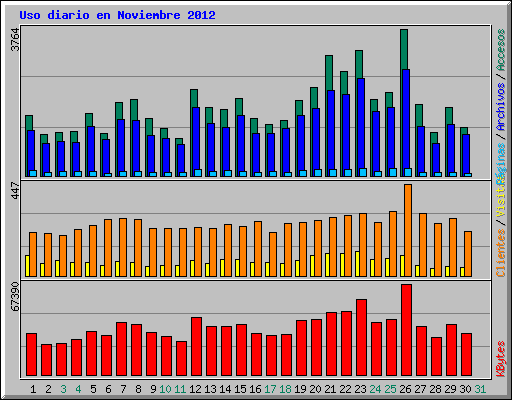 Uso diario en Noviembre 2012
3764
447
67390
Clientes / Visitas
Páginas / Archivos / Accesos
KBytes
1 2 3 4 5 6 7 8 9 10 11 12 13 14 15 16 17 18 19 20 21 22 23 24 25 26 27 28 29 30 31